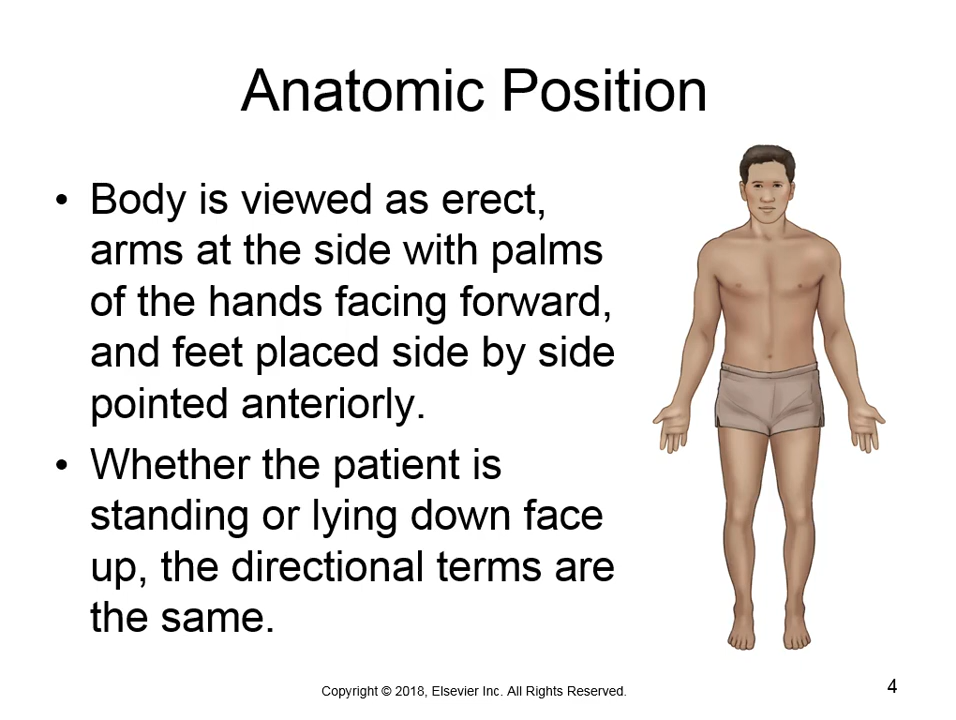 Anatomic Position
• Body is viewed as erect,
arms at the side with palms
of the hands facing forward,
and feet placed side by side
pointed anteriorly.
• Whether the patient is
standing or lying down face
up, the directional terms are
the same.
Copyright © 2018, Elsevier Inc. All Rights Reserved.
4